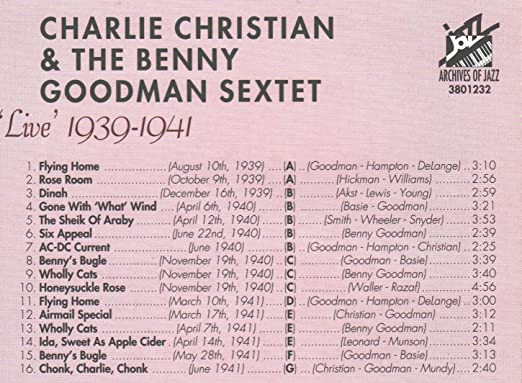 CHARLIE CHRISTIAN
& THE BENNY
GOODMAN SEXTET
'Live' 1939-1941
JAZZ
ARCHIVES OF JAZZ
3801232
1. Flying Home (August 10th, 1939) (A) (Goodman - Hampton - DeLange) 3:10
2. Rose Room (October 9th, 1939) (A) (Hickman - Williams) 2:56
3. Dinah (December 16th, 1939) (B) (Akst - Lewis - Young) 2:59
4. Gone With 'What' Wind (April 6th, 1940) (B) (Basie - Goodman) 3:21
5. The Sheik Of Araby (April 12th, 1940) (B) (Smith - Wheeler - Snyder) 3:53
6. Six Appeal (June 22nd, 1940) (B) (Benny Goodman) 2:39
7. AC-DC Current (June 1940) (B) (Goodman - Hampton - Christian) 2:25
8. Benny's Bugle (November 19th, 1940) (C) (Goodman - Basie) 3:39
9. Wholly Cats (November 19th, 1940) (C) (Benny Goodman) 3:40
10. Honeysuckle Rose (November 19th, 1940) (C) (Waller - Razaf) 4:56
11. Flying Home (March 10th, 1941) (D) (Goodman - Hampton - DeLange) 3:00
12. Airmail Special (March 17th, 1941) (E) (Christian - Goodman) 3:12
13. Wholly Cats (April 7th, 1941) (E) (Benny Goodman) 2:11
14. Ida, Sweet As Apple Cider (April 14th, 1941) (E) (Leonard - Munson) 3:34
15. Benny's Bugle (May 28th, 1941) (F) (Goodman - Basie) 3:13
16. Chonk, Charlie, Chonk (June 1941) (G) (Christian - Goodman - Mundy) 2:40